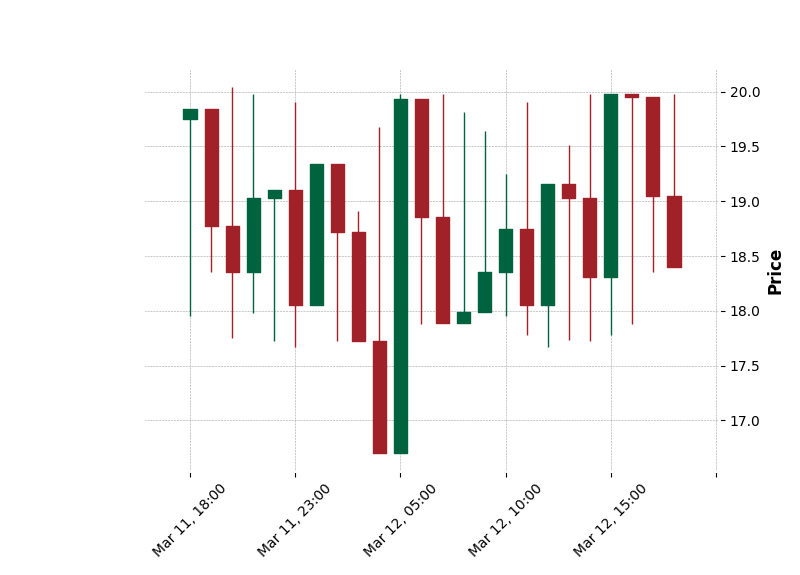 20.0
19.5
19.0
18.5
18.0
17.5
17.0
Price
Mar 11, 18:00
Mar 11, 23:00
Mar 12, 05:00
Mar 12, 10:00
Mar 12, 15:00